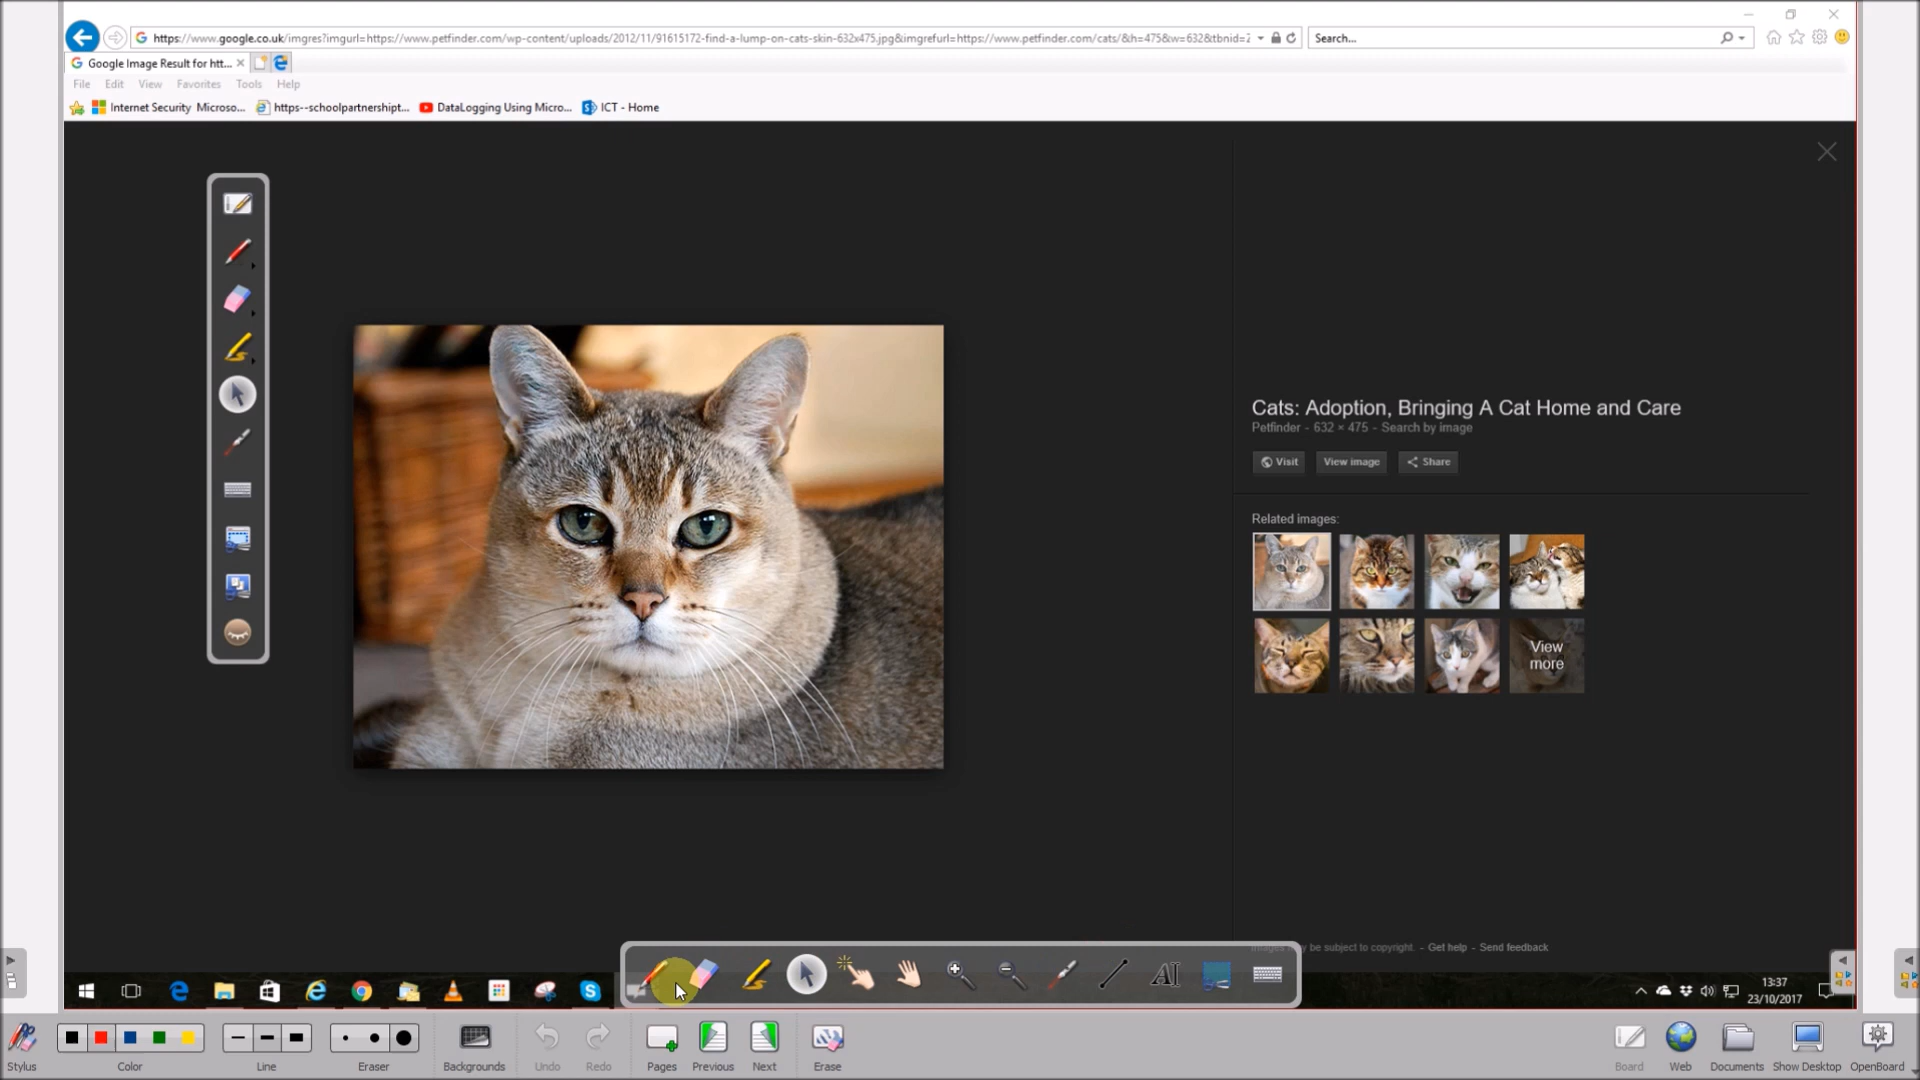 https://www.google.co.uk/imgres?imgurl=https://www.petfinder.com/wp-content/uploads/2012/11/91615172-find-a-lump-on-cats-skin-632x475.jpg&imgrefurl=https://www.petfinder.com/cats/&h=475&w=632&tbnid=2
Search...
Google Image Result for htt...
File Edit View Favorites Tools Help
Internet Security Microso... https--schoolpartnershipt... DataLogging Using Micro... ICT - Home
Cats: Adoption, Bringing A Cat Home and Care
Petfinder - 632 × 475 - Search by image
Visit View image Share
Related images:
View
more
be subject to copyright. - Get help - Send feedback
AI
13:37
23/10/2017
Stylus Color Line Eraser Backgrounds Undo Redo Pages Previous Next Erase Board Web Documents Show Desktop OpenBoard